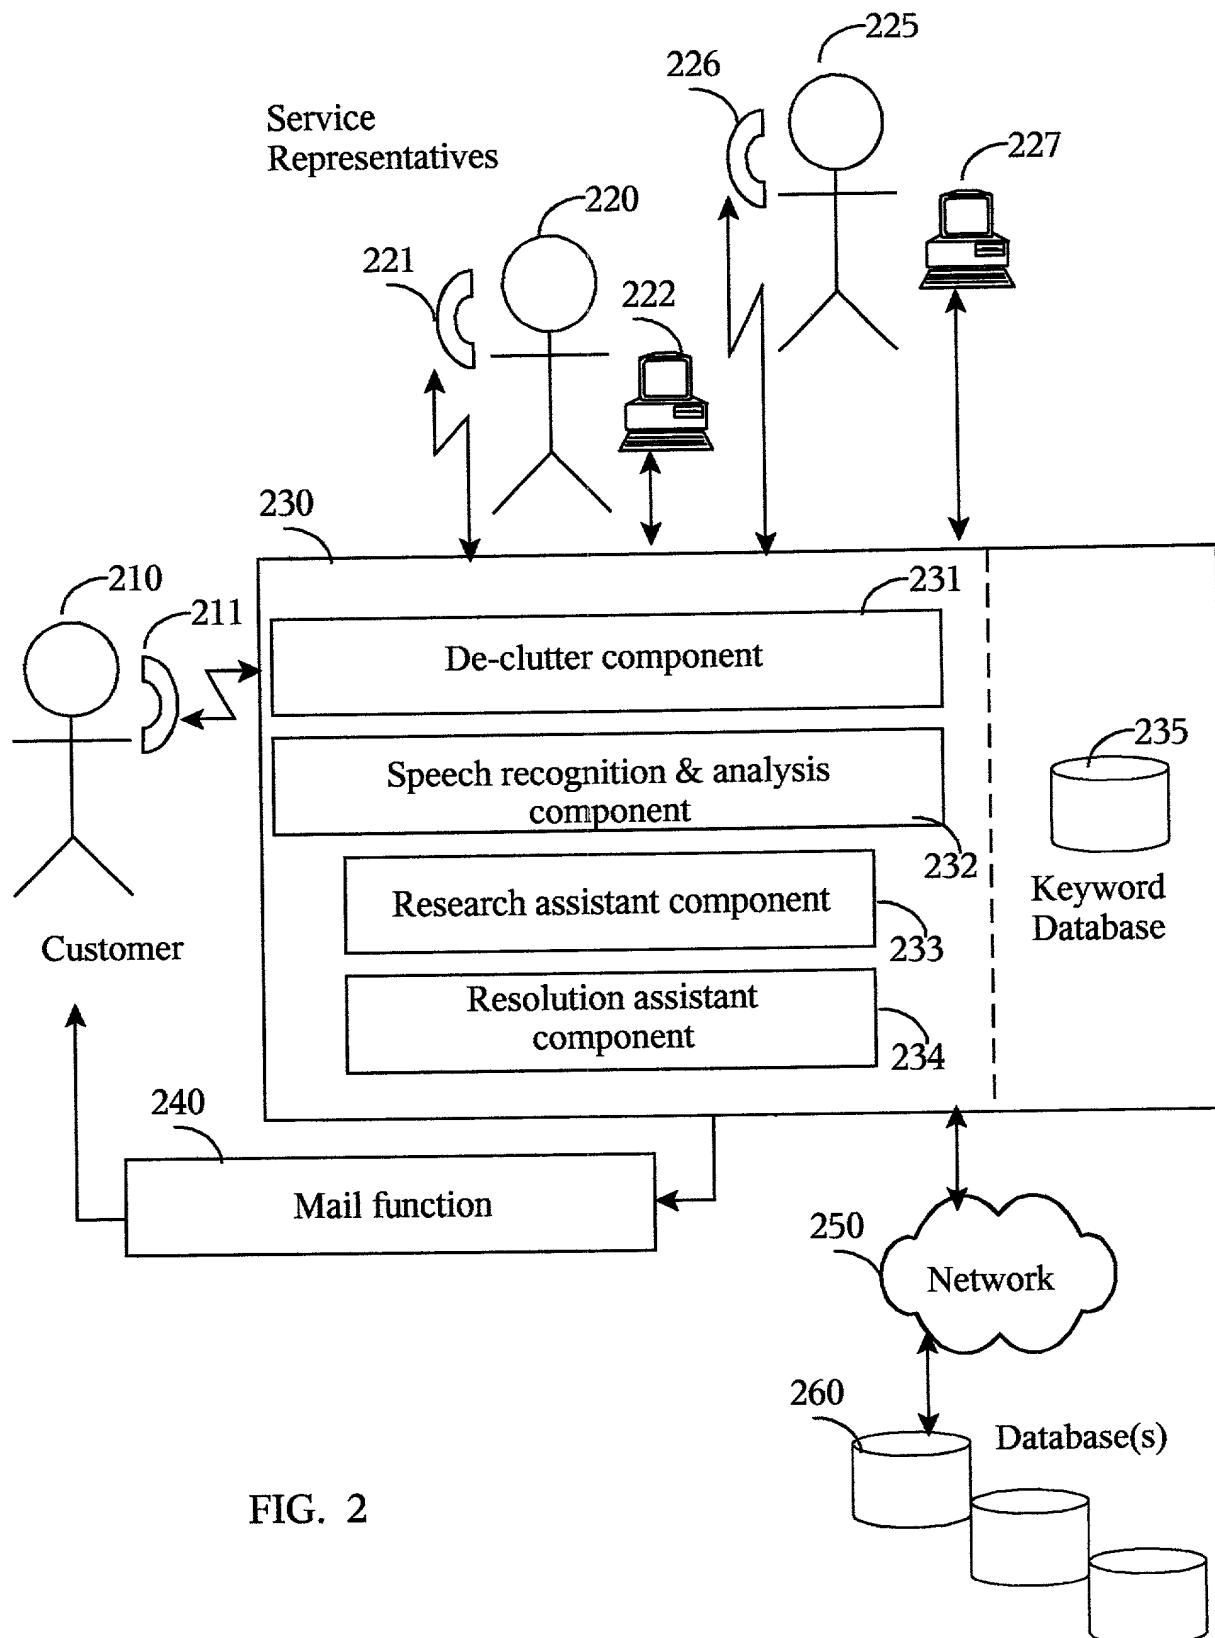 225
226
Service
Representatives
227
220
221
222
230
210
211
231
De-clutter component
235
Speech recognition & analysis
component
232
Keyword
Database
Research assistant component
233
Customer
Resolution assistant
component
234
240
Mail function
250
Network
260
Database(s)
FIG. 2